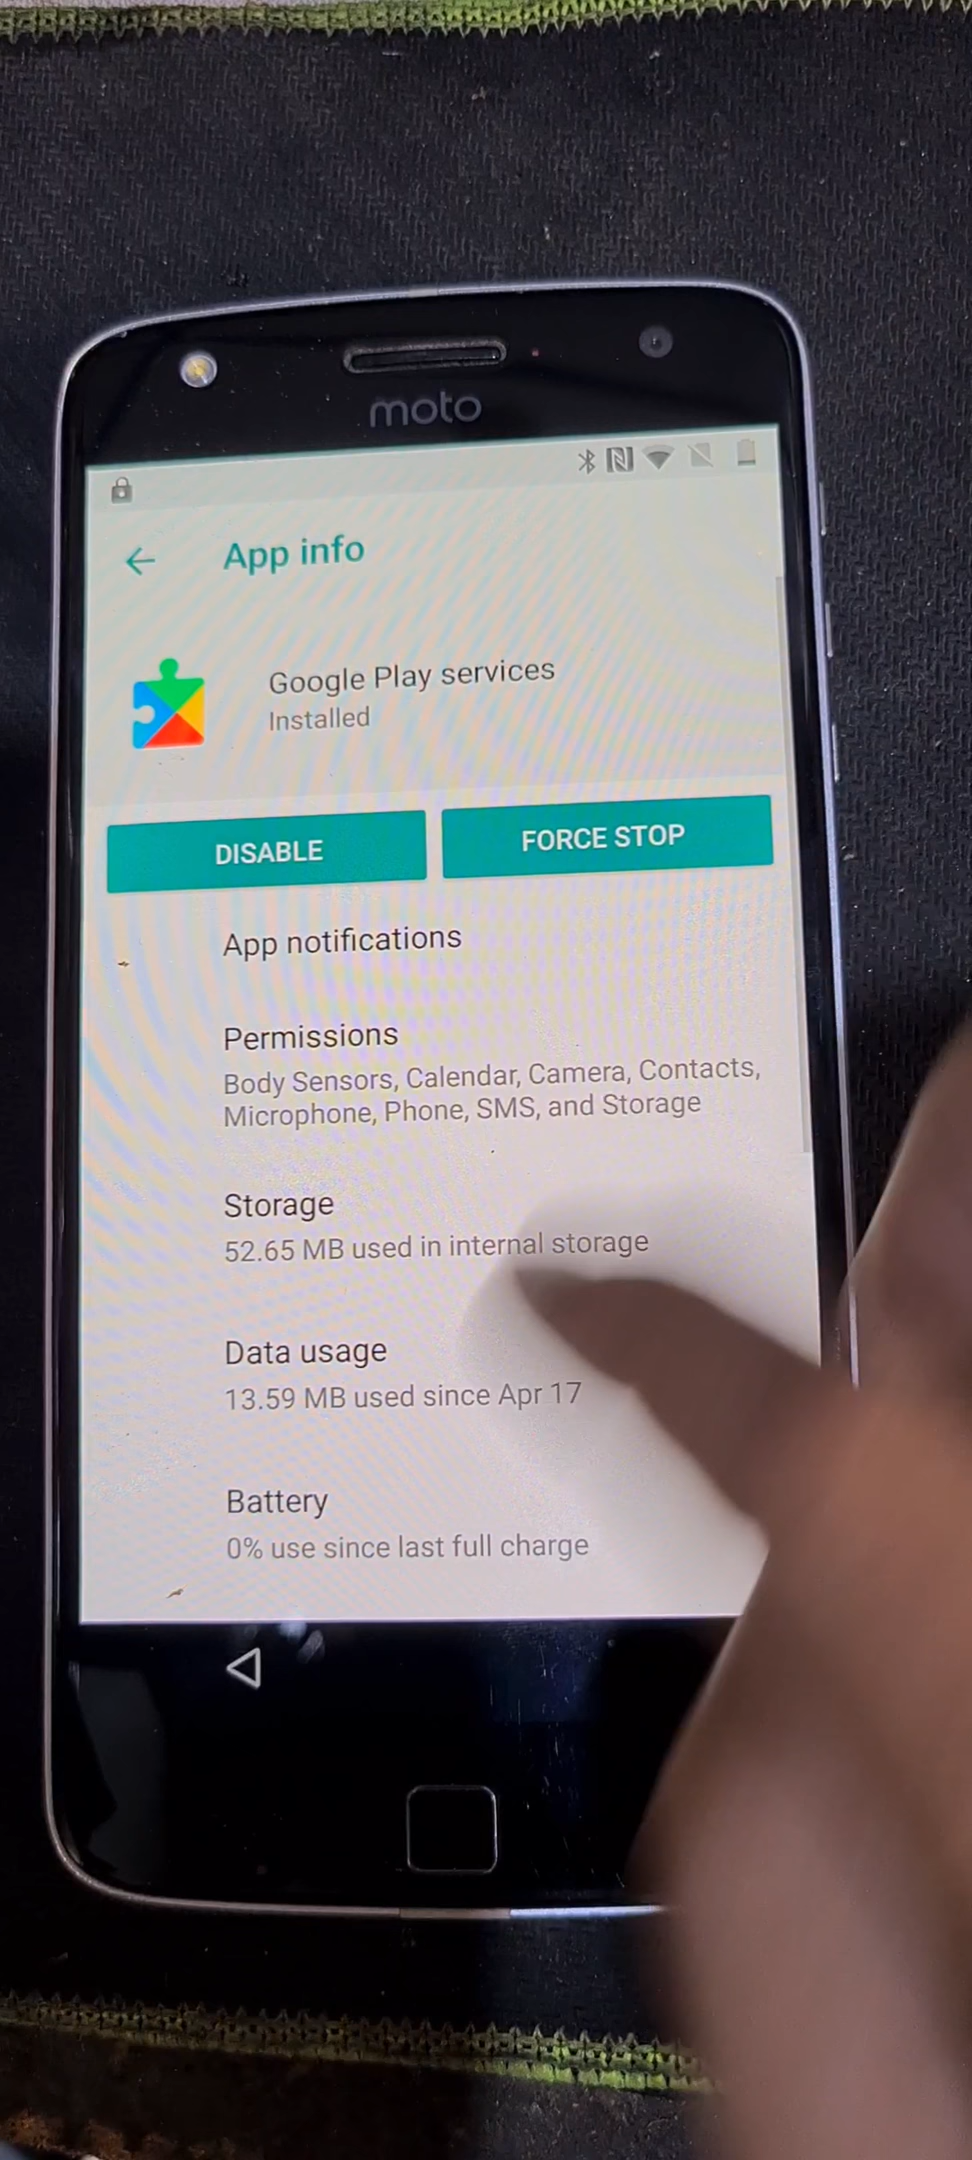 moto
App info
Google Play services
Installed
DISABLE
FORCE STOP
App notifications
Permissions
Body Sensors, Calendar, Camera, Contacts,
Microphone, Phone, SMS, and Storage
Storage
52.65 MB used in internal storage
Data usage
13.59 MB used since Apr 17
Battery
0% use since last full charge